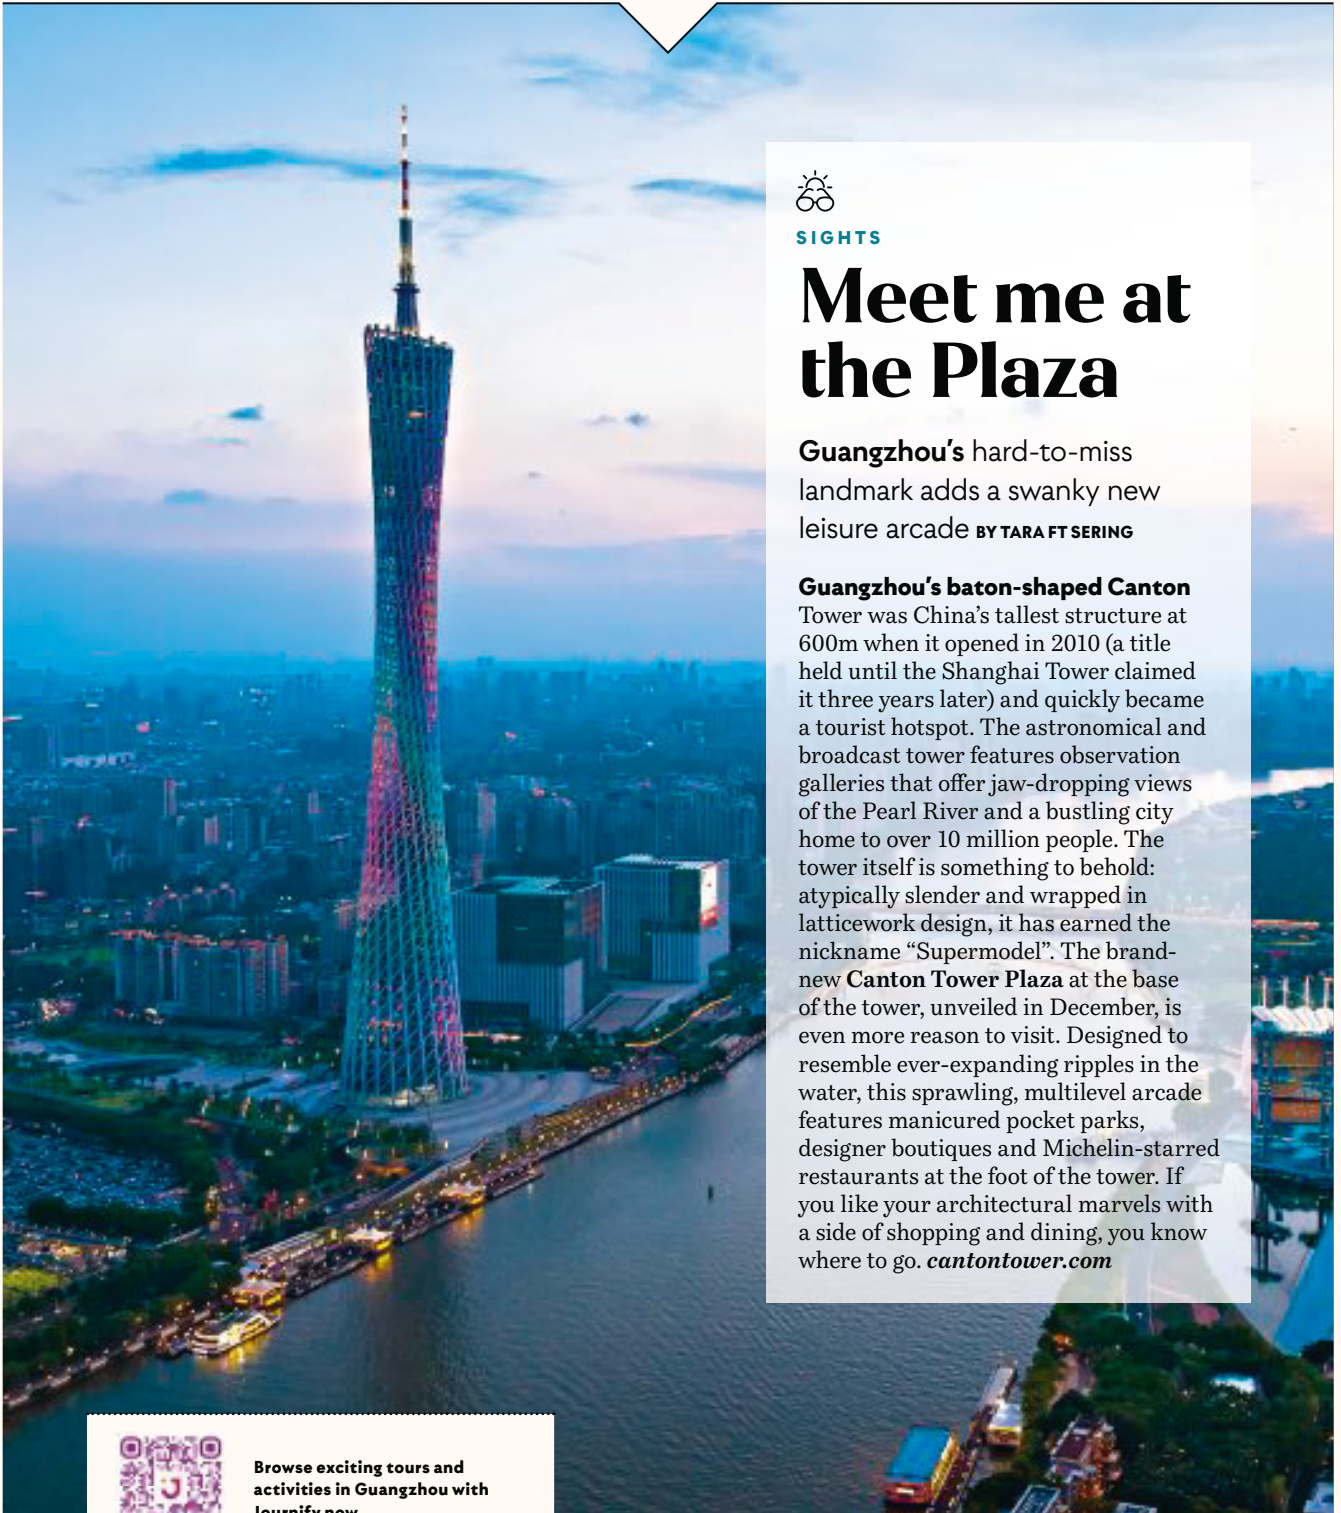 SIGHTS
Meet me at
the Plaza
Guangzhou’s hard-to-miss
landmark adds a swanky new
leisure arcade BY TARA FT SERING
Guangzhou’s baton-shaped Canton
Tower was China’s tallest structure at
600m when it opened in 2010 (a title
held until the Shanghai Tower claimed
it three years later) and quickly became
a tourist hotspot. The astronomical and
broadcast tower features observation
galleries that offer jaw-dropping views
of the Pearl River and a bustling city
home to over 10 million people. The
tower itself is something to behold:
atypically slender and wrapped in
latticework design, it has earned the
nickname “Supermodel”. The brand-
new Canton Tower Plaza at the base
of the tower, unveiled in December, is
even more reason to visit. Designed to
resemble ever-expanding ripples in the
water, this sprawling, multilevel arcade
features manicured pocket parks,
designer boutiques and Michelin-starred
restaurants at the foot of the tower. If
you like your architectural marvels with
a side of shopping and dining, you know
where to go. cantontower.com
Browse exciting tours and
activities in Guangzhou with
Journify now